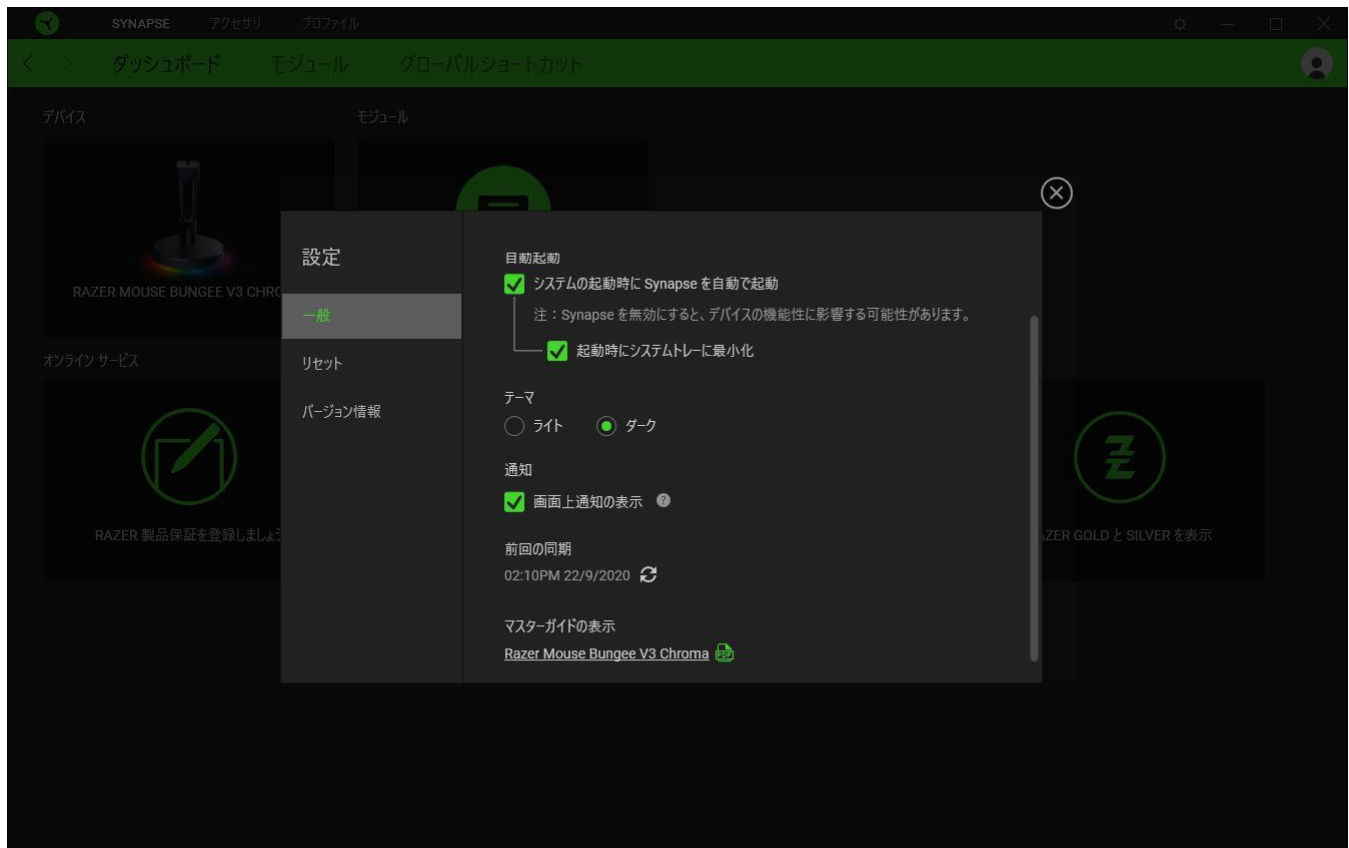 SYNAPSE アクセサリ プロファイル
ダッシュボード モジュール グローバルショートカット
デバイス モジュール
RAZER MOUSE BUNGEE V3 CHRO
オンライン サービス
RAZER 製品保証を登録しましょう
ZER GOLD と SILVER を表示
設定
一般
リセット
バージョン情報
自動起動
システムの起動時に Synapse を自動で起動
注：Synapse を無効にすると、デバイスの機能性に影響する可能性があります。
起動時にシステムトレーに最小化
テーマ
ライト ダーク
通知
画面上通知の表示 ?
前回の同期
02:10PM 22/9/2020
マスターガイドの表示
Razer Mouse Bungee V3 Chroma PDF